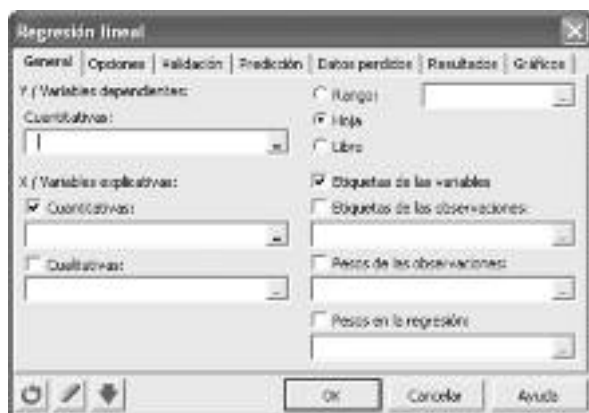 Regresión lineal
General Opciones Validación Predicción Datos perdidos Resultados Gráficos
Y / Variables dependientes:
Cuantitativas:
X / Variables explicativas:
Cuantitativas:
Cualitativas:
Rango:
Hoja
Libro
Etiquetas de las variables
Etiquetas de las observaciones:
Pesos de las observaciones:
Pesos en la regresión:
OK Cancelar Ayuda